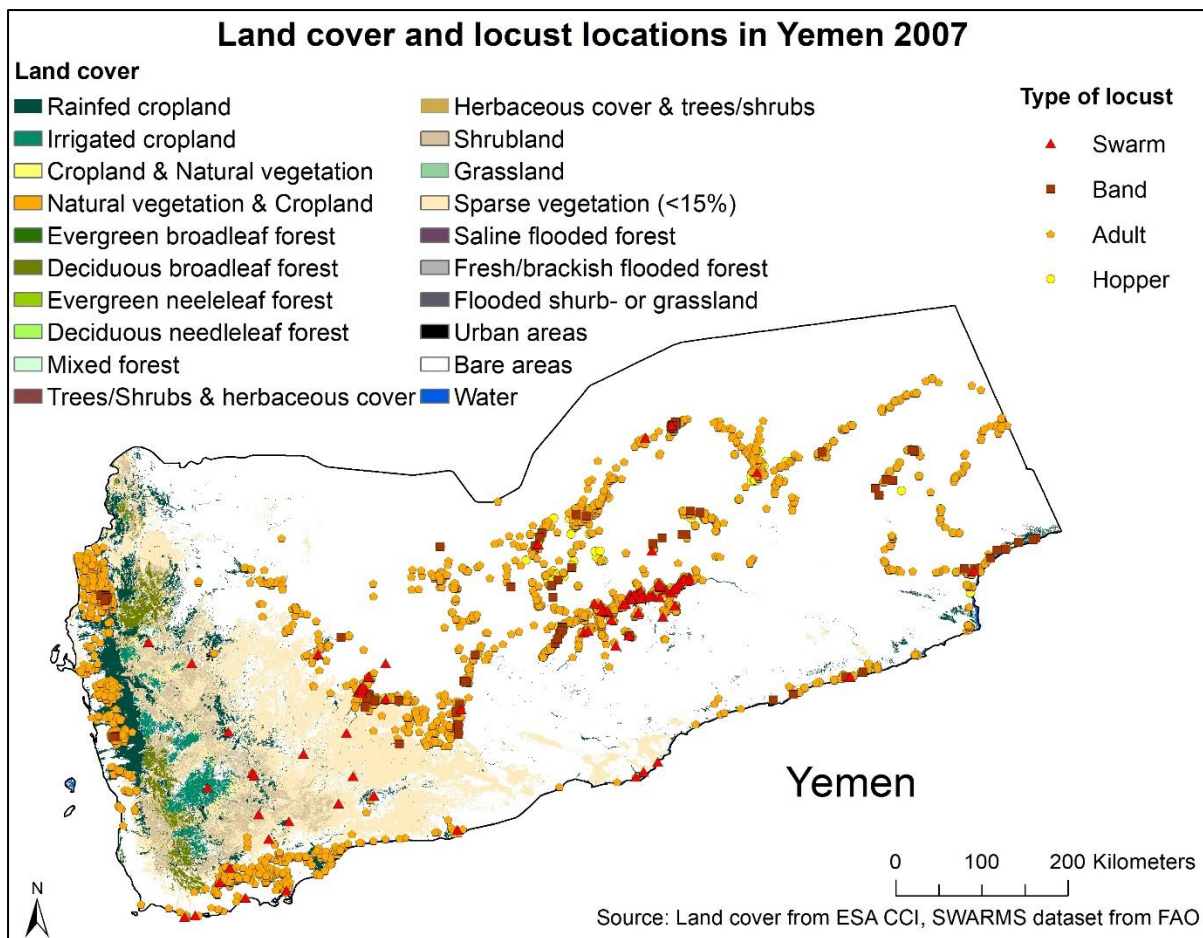 Land cover and locust locations in Yemen 2007
Land cover
Rainfed cropland
Irrigated cropland
Cropland & Natural vegetation
Natural vegetation & Cropland
Evergreen broadleaf forest
Deciduous broadleaf forest
Evergreen neeleleaf forest
Deciduous needleleaf forest
Mixed forest
Trees/Shrubs & herbaceous cover
Herbaceous cover & trees/shrubs
Shrubland
Grassland
Sparse vegetation (<15%)
Saline flooded forest
Fresh/brackish flooded forest
Flooded shurb- or grassland
Urban areas
Bare areas
Water
Type of locust
Swarm
Band
Adult
Hopper
Yemen
0 100 200 Kilometers
N
Source: Land cover from ESA CCI, SWARMS dataset from FAO